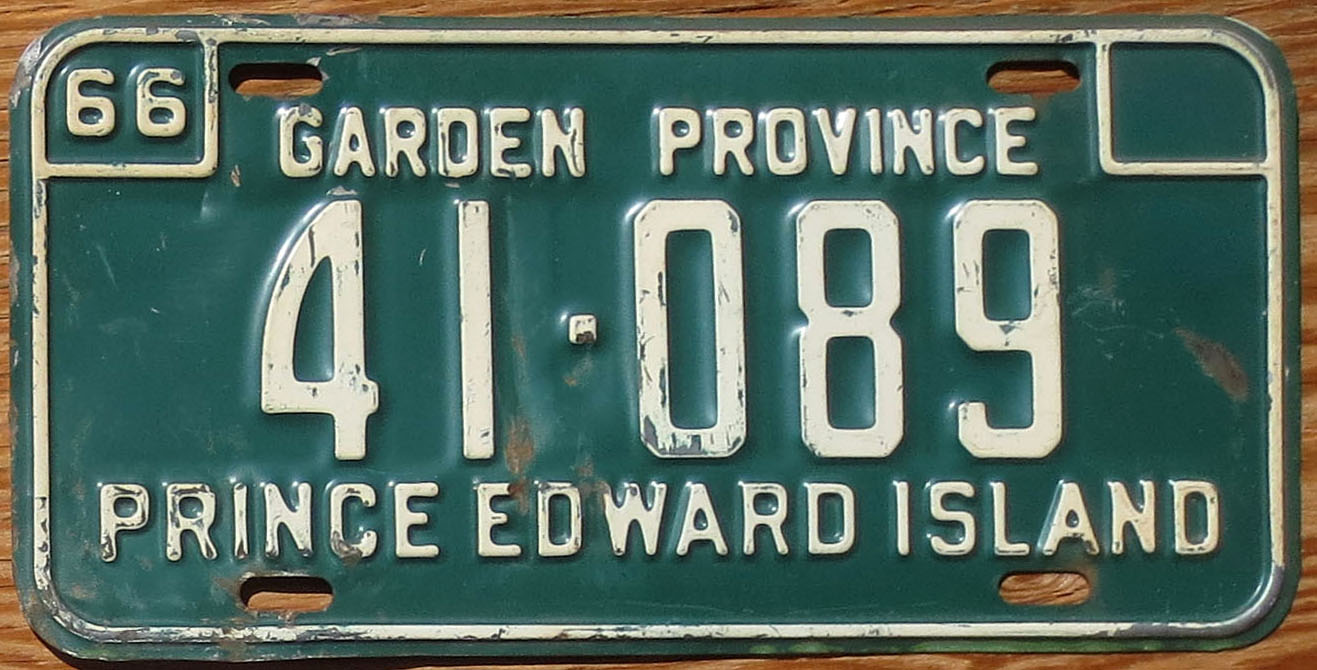 66
GARDEN PROVINCE
41·089
PRINCE EDWARD ISLAND